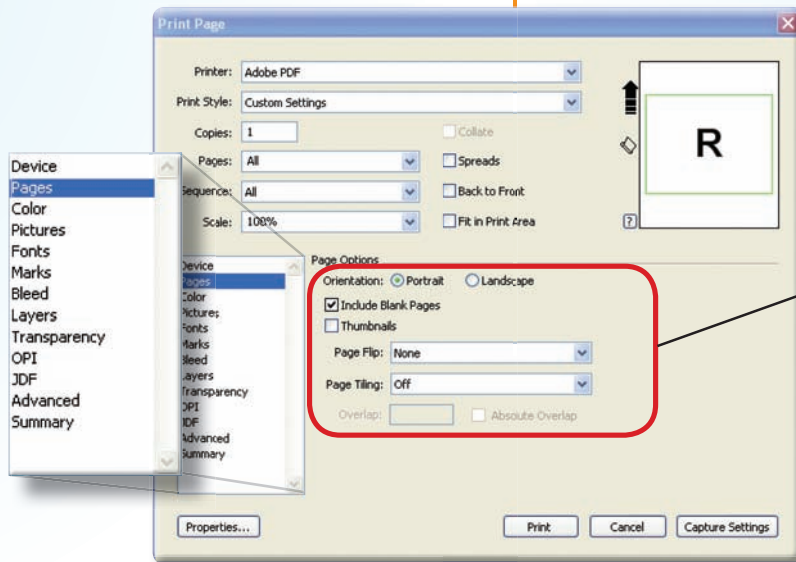 Print Page
Printer: Adobe PDF
Print Style: Custom Settings
Copies: 1 Collate
Pages: All Spreads
Sequence: All Back to Front
Scale: 100% Fit in Print Area
R
?
Device
Pages
Color
Pictures
Fonts
Marks
Bleed
Layers
Transparency
OPI
JDF
Advanced
Summary
Device
Pages
Color
Pictures
Fonts
Marks
Bleed
Layers
Transparency
OPI
JDF
Advanced
Summary
Page Options
Orientation: Portrait Landscape
Include Blank Pages
Thumbnails
Page Flip: None
Page Tiling: Off
Overlap: Absoute Overlap
Properties... Print Cancel Capture Settings